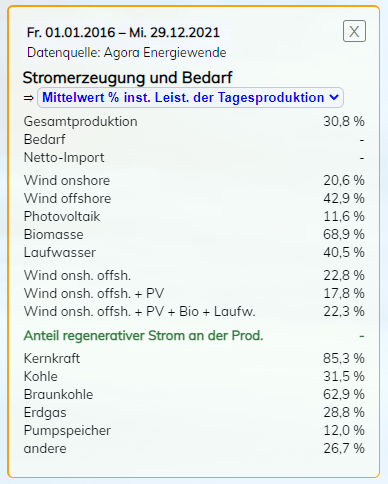 Fr. 01.01.2016 – Mi. 29.12.2021 X
Datenquelle: Agora Energiewende
Stromerzeugung und Bedarf
⇒ Mittelwert % inst. Leist. der Tagesproduktion
Gesamtproduktion 30,8 %
Bedarf -
Netto-Import -
Wind onshore 20,6 %
Wind offshore 42,9 %
Photovoltaik 11,6 %
Biomasse 68,9 %
Laufwasser 40,5 %
Wind onsh. offsh. 22,8 %
Wind onsh. offsh. + PV 17,8 %
Wind onsh. offsh. + PV + Bio + Laufw. 22,3 %
Anteil regenerativer Strom an der Prod. -
Kernkraft 85,3 %
Kohle 31,5 %
Braunkohle 62,9 %
Erdgas 28,8 %
Pumpspeicher 12,0 %
andere 26,7 %